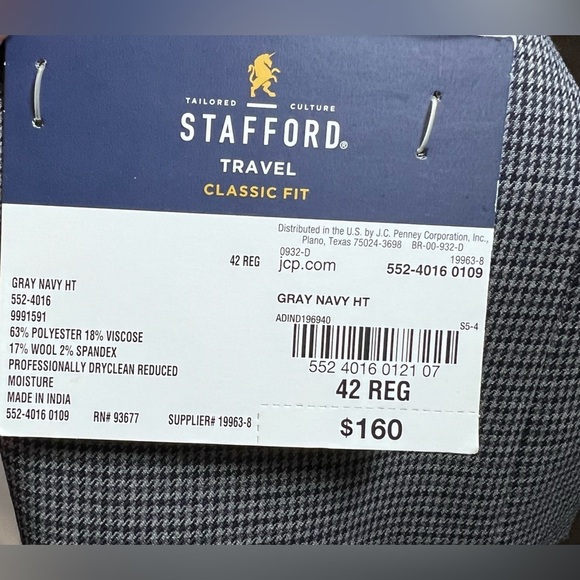 TAILORED CULTURE
STAFFORD®
TRAVEL
CLASSIC FIT
Distributed in the U.S. by J.C. Penney Corporation, Inc.,
Plano, Texas 75024-3698 BR-00-932-D
0932-D 19963-8
42 REG jcp.com 552-4016 0109
GRAY NAVY HT
552-4016
9991591
63% POLYESTER 18% VISCOSE
17% WOOL 2% SPANDEX
PROFESSIONALLY DRYCLEAN REDUCED
MOISTURE
MADE IN INDIA
552-4016 0109 RN# 93677 SUPPLIER# 19963-8
GRAY NAVY HT
ADIND196940 S5-4
552 4016 0121 07
42 REG
$160